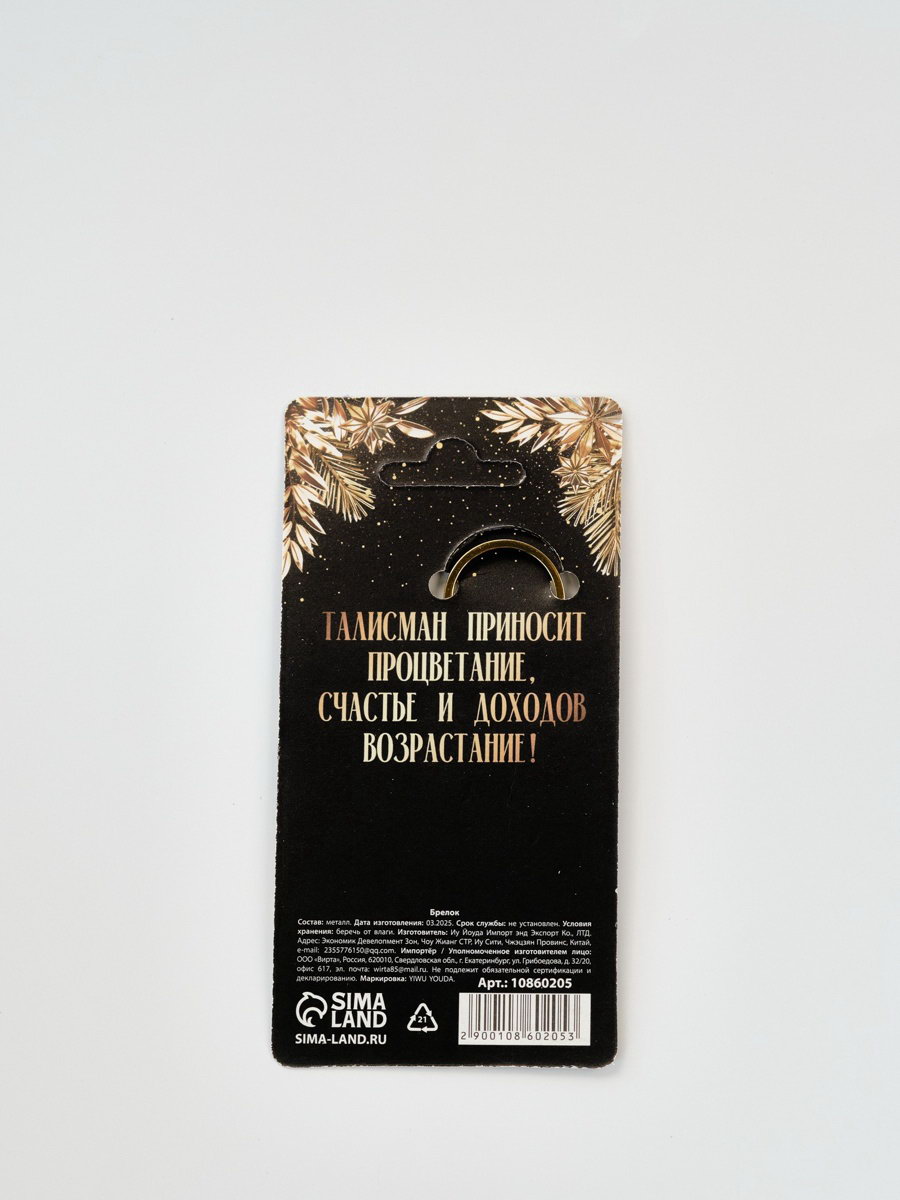 ТАЛИСМАН ПРИНОСИТ
ПРОЦВЕТАНИЕ,
СЧАСТЬЕ И ДОХОДОВ
ВОЗРАСТАНИЕ!
Брелок
Состав: металл. Дата изготовления: 03.2025. Срок службы: не установлен. Условия
хранения: беречь от влаги. Изготовитель: Иу Йоуда Импорт энд Экспорт Ко., ЛТД.
Адрес: Экономик Девелопмент Зон, Чоу Жианг СТР, Иу Сити, Чжэцзян Провинс, Китай,
e-mail: 2355776150@qq.com. Импортёр / Уполномоченное изготовителем лицо:
ООО «Вирта», Россия, 620010, Свердловская обл., г. Екатеринбург, ул. Грибоедова, д. 32/20,
офис 617, эл. почта: wirta85@mail.ru. Не подлежит обязательной сертификации и
декларированию. Маркировка: YIWU YOUDA.
Арт.: 10860205
SIMA
LAND
SIMA-LAND.RU
21
2 900108 602053